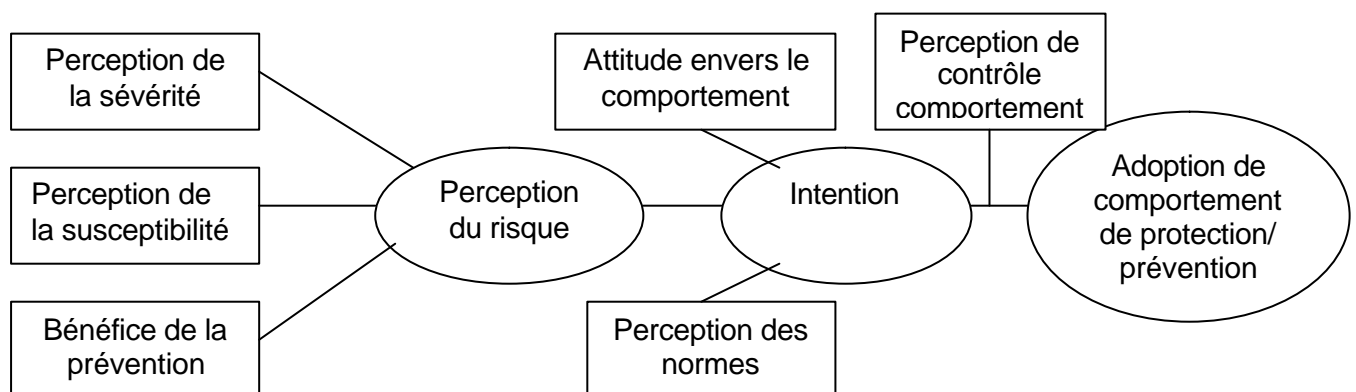 Perception de
la sévérité
Perception de
la susceptibilité
Bénéfice de la
prévention
Perception
du risque
Attitude envers le
comportement
Intention
Perception des
normes
Perception de
contrôle
comportement
Adoption de
comportement
de protection/
prévention